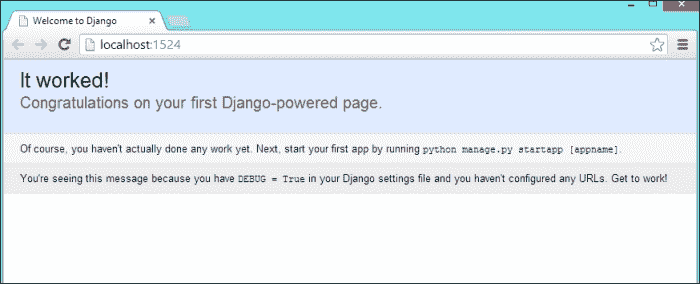 Welcome to Django
localhost:1524
It worked!
Congratulations on your first Django-powered page.
Of course, you haven't actually done any work yet. Next, start your first app by running python manage.py startapp [appname].
You're seeing this message because you have DEBUG = True in your Django settings file and you haven't configured any URLs. Get to work!